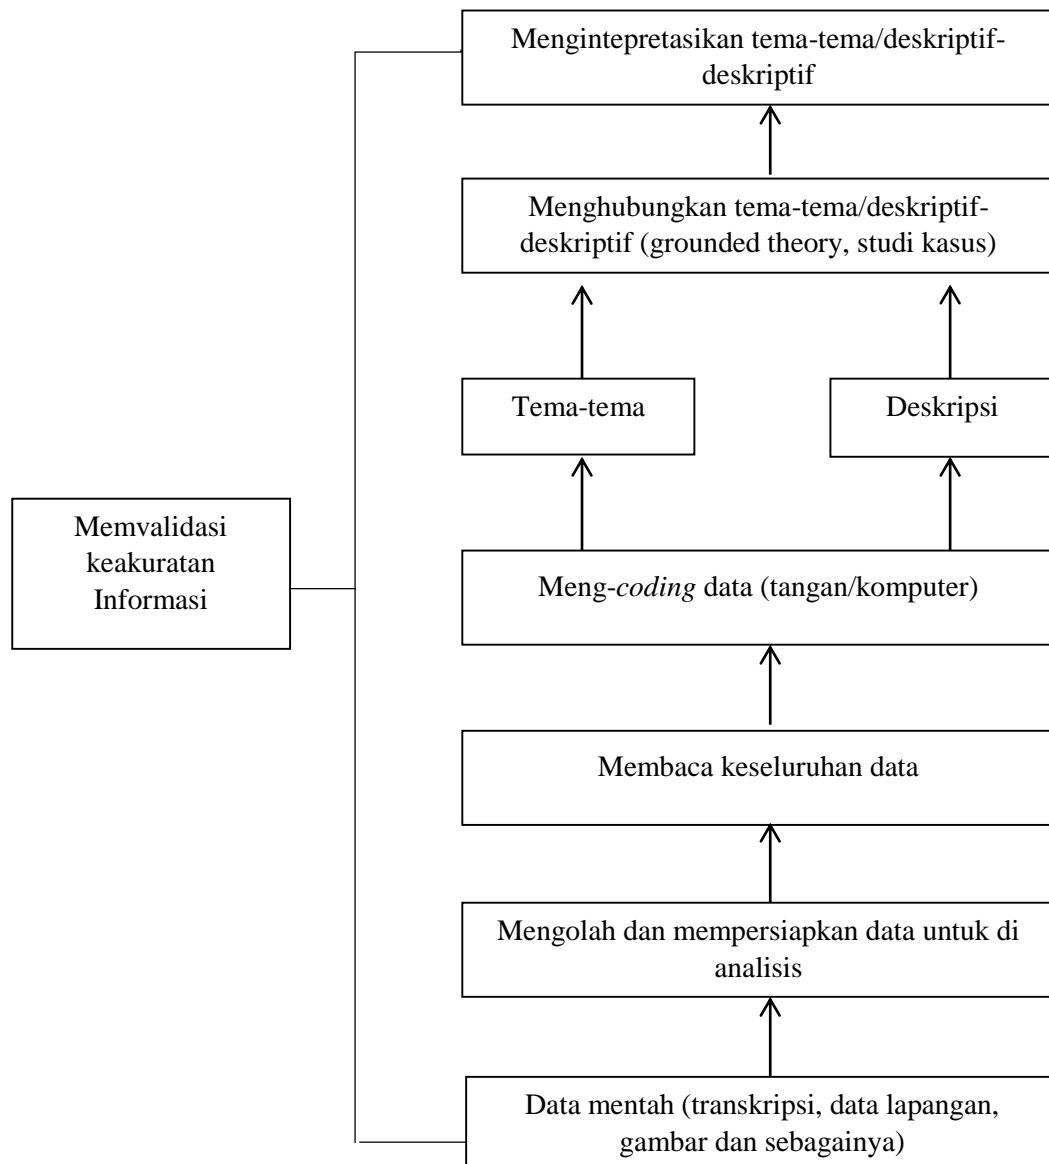 Mengintepretasikan tema-tema/deskriptif-
deskriptif
Menghubungkan tema-tema/deskriptif-
deskriptif (grounded theory, studi kasus)
Tema-tema
Deskripsi
Memvalidasi
keakuratan
Informasi
Meng-coding data (tangan/komputer)
Membaca keseluruhan data
Mengolah dan mempersiapkan data untuk di
analisis
Data mentah (transkripsi, data lapangan,
gambar dan sebagainya)